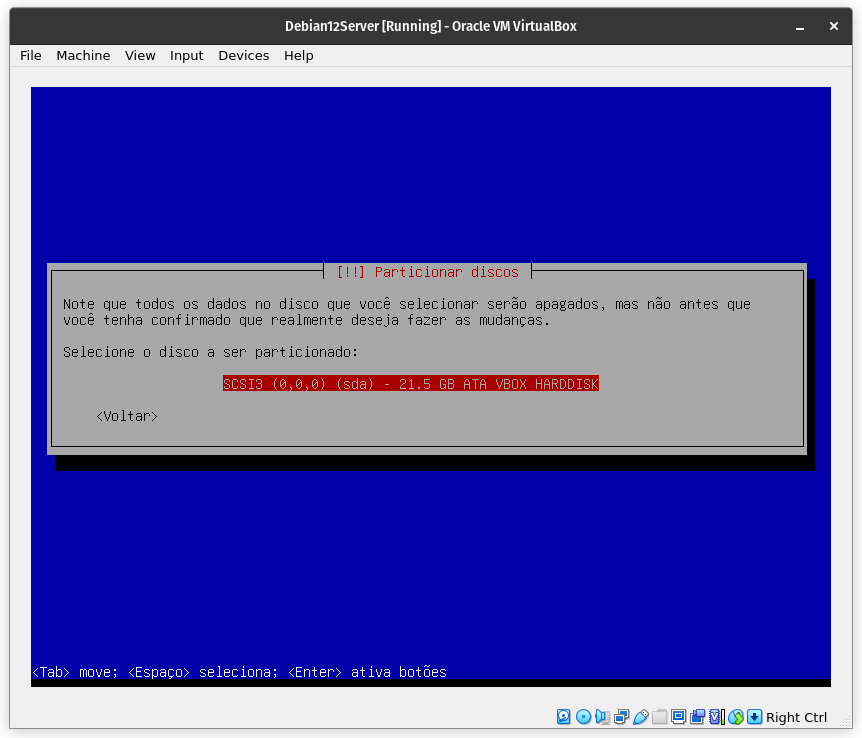 Debian12Server [Running] - Oracle VM VirtualBox
File Machine View Input Devices Help
[!!] Particionar discos
Note que todos os dados no disco que você selecionar serão apagados, mas não antes que
você tenha confirmado que realmente deseja fazer as mudanças.
Selecione o disco a ser particionado:
SCSI3 (0,0,0) (sda) - 21.5 GB ATA VBOX HARDDISK
<Voltar>
<Tab> move; <Espaço> seleciona; <Enter> ativa botões
Right Ctrl